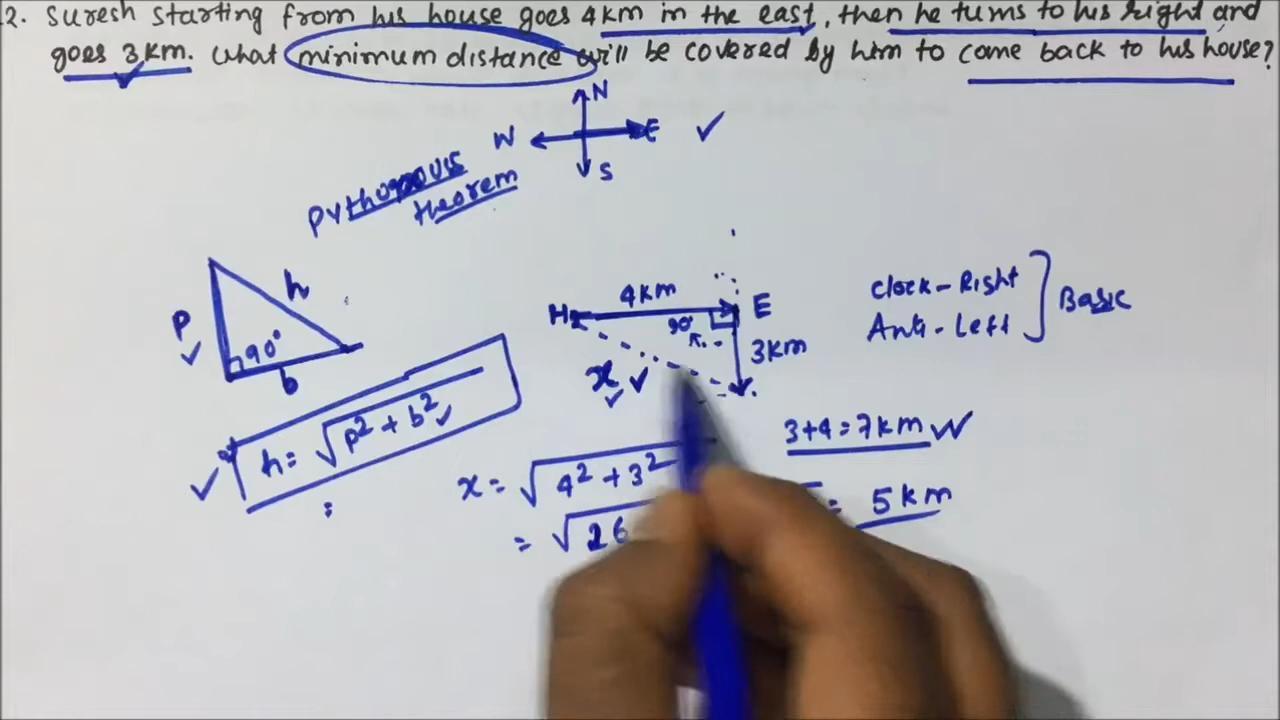 2. Suresh starting from his house goes 4km in the east, then he turns to his right and
goes 3km. What minimum distance will be covered by him to come back to his house?
N
W E
S
theorem
h
P
90°
b
h = √p² + b²
4km
H E
90°
3km
x
Clock - Right
Anti - Left
Basic
3+4=7km
x = √4² + 3²
= 5km
=